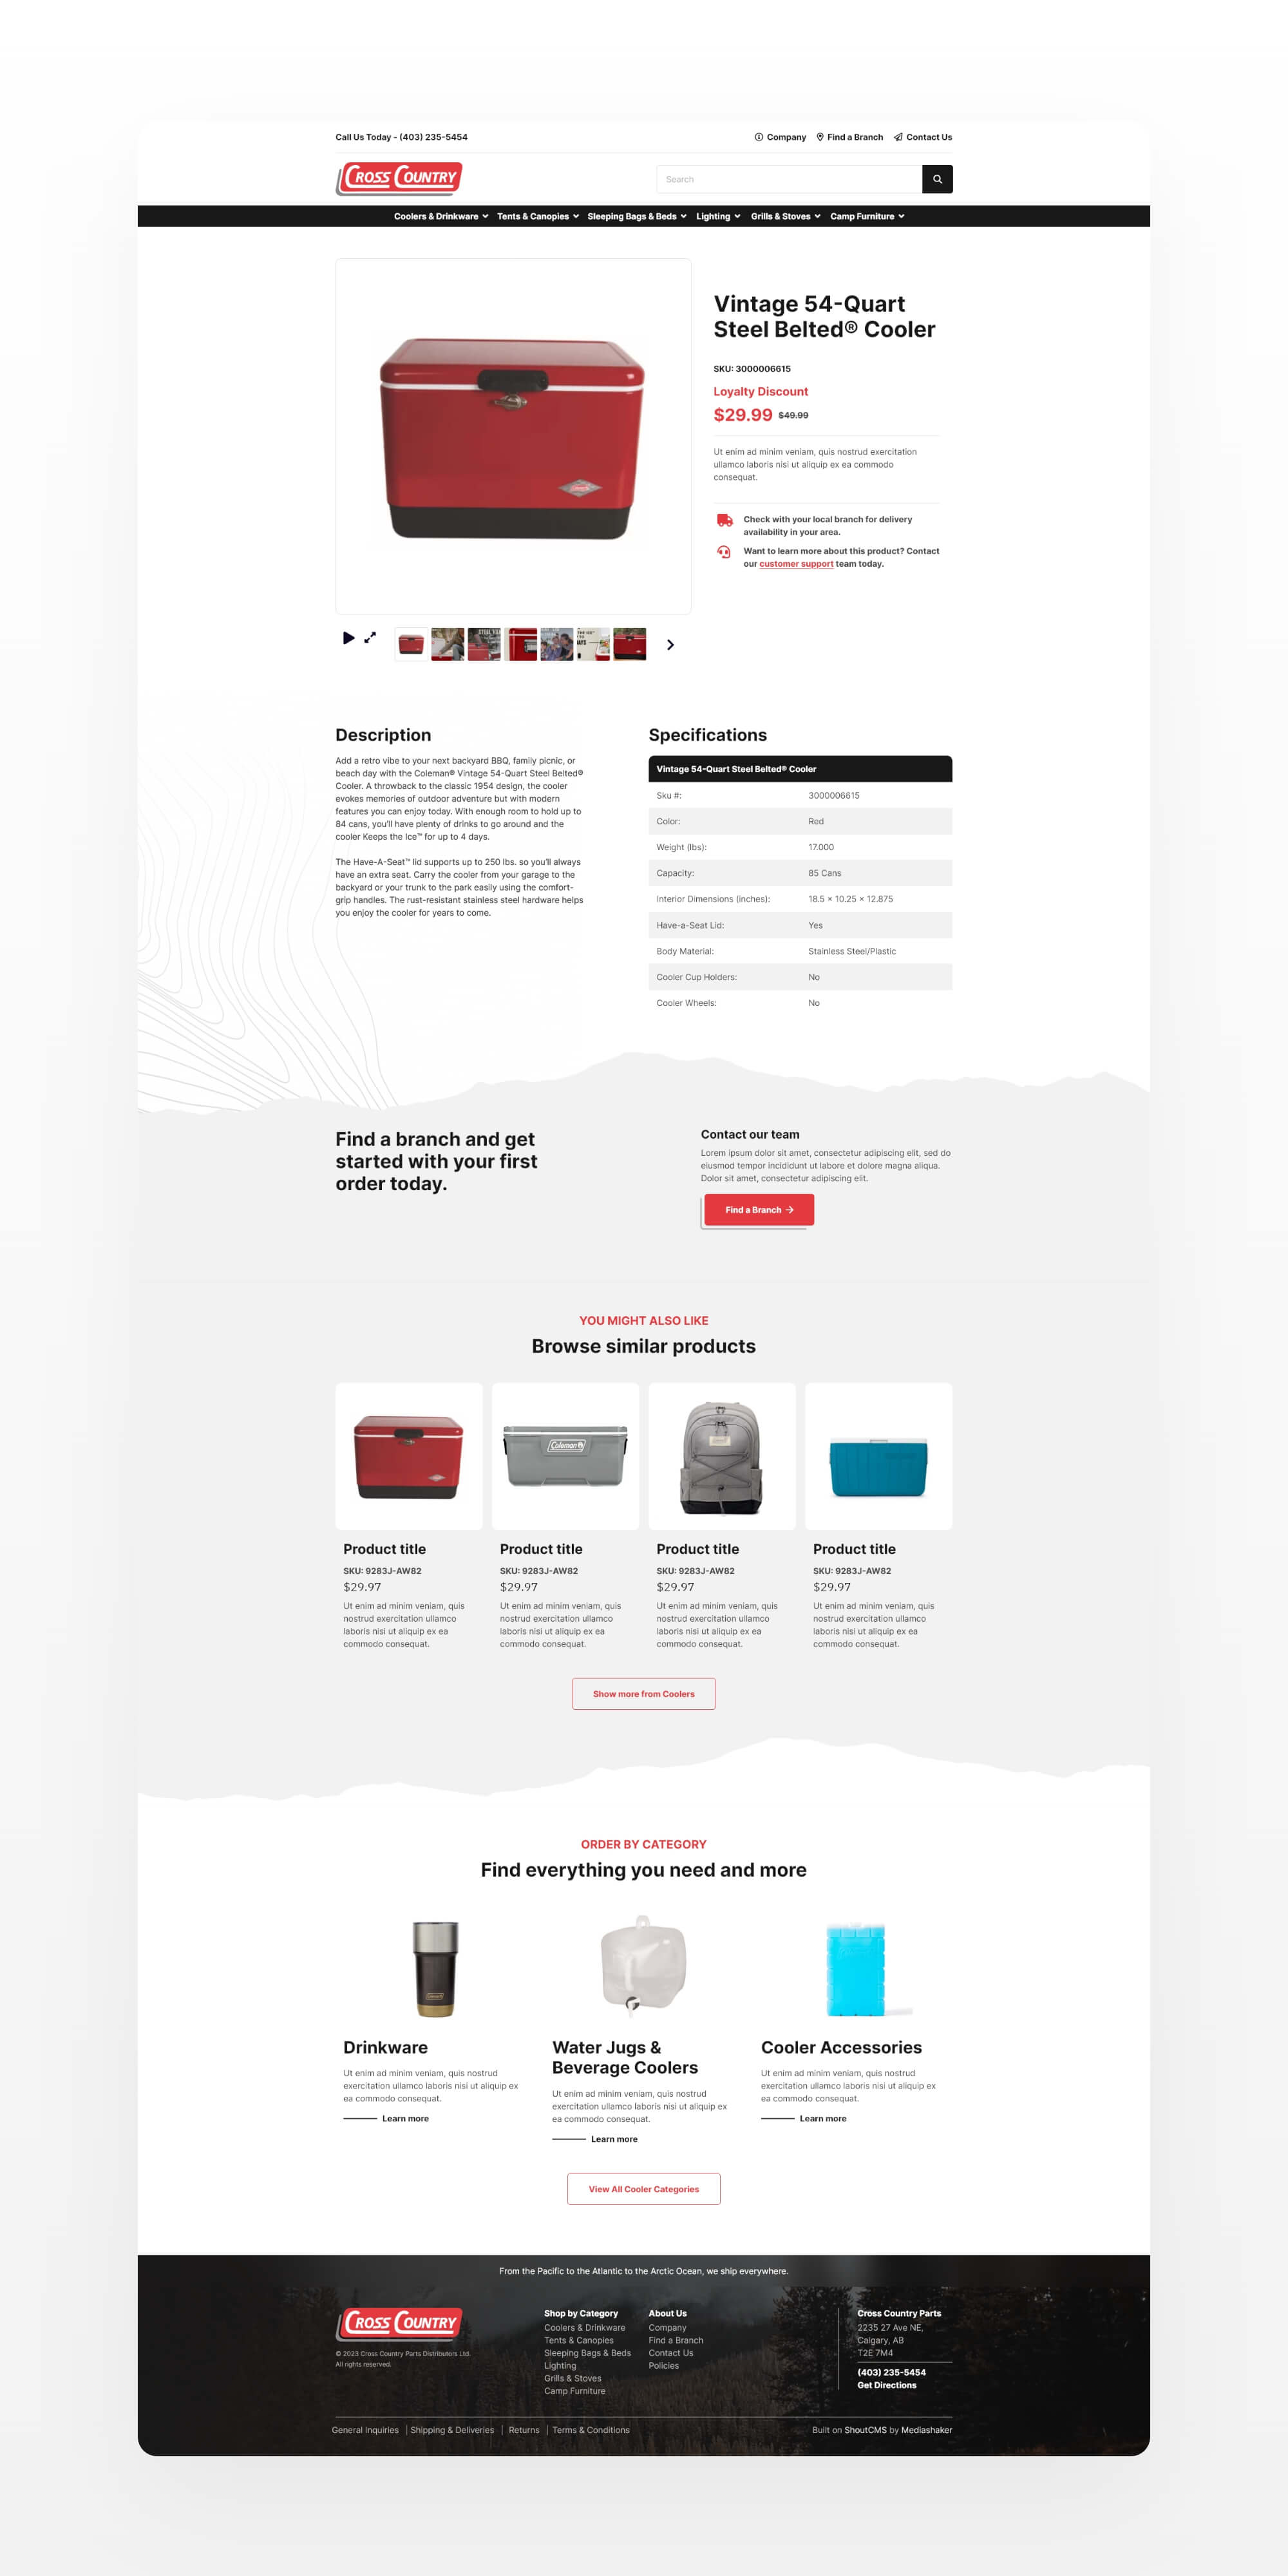 Call Us Today - (403) 235-5454
Company
Find a Branch
Contact Us
CROSS COUNTRY
Search
Coolers & Drinkware
Tents & Canopies
Sleeping Bags & Beds
Lighting
Grills & Stoves
Camp Furniture
Vintage 54-Quart
Steel Belted® Cooler
SKU: 3000006615
Loyalty Discount
$29.99 $49.99
Ut enim ad minim veniam, quis nostrud exercitation
ullamco laboris nisi ut aliquip ex ea commodo
consequat.
Check with your local branch for delivery
availability in your area.
Want to learn more about this product? Contact
our customer support team today.
Description
Add a retro vibe to your next backyard BBQ, family picnic, or
beach day with the Coleman® Vintage 54-Quart Steel Belted®
Cooler. A throwback to the classic 1954 design, the cooler
evokes memories of outdoor adventure but with modern
features you can enjoy today. With enough room to hold up to
84 cans, you'll have plenty of drinks to go around and the
cooler Keeps the Ice™ for up to 4 days.
The Have-A-Seat™ lid supports up to 250 lbs. so you'll always
have an extra seat. Carry the cooler from your garage to the
backyard or your trunk to the park easily using the comfort-
grip handles. The rust-resistant stainless steel hardware helps
you enjoy the cooler for years to come.
Specifications
Vintage 54-Quart Steel Belted® Cooler
Sku #: 3000006615
Color: Red
Weight (lbs): 17.000
Capacity: 85 Cans
Interior Dimensions (inches): 18.5 × 10.25 × 12.875
Have-a-Seat Lid: Yes
Body Material: Stainless Steel/Plastic
Cooler Cup Holders: No
Cooler Wheels: No
Find a branch and get
started with your first
order today.
Contact our team
Lorem ipsum dolor sit amet, consectetur adipiscing elit, sed do
eiusmod tempor incididunt ut labore et dolore magna aliqua.
Dolor sit amet, consectetur adipiscing elit.
Find a Branch →
YOU MIGHT ALSO LIKE
Browse similar products
Coleman
Product title
SKU: 9283J-AW82
$29.97
Ut enim ad minim veniam, quis
nostrud exercitation ullamco
laboris nisi ut aliquip ex ea
commodo consequat.
Product title
SKU: 9283J-AW82
$29.97
Ut enim ad minim veniam, quis
nostrud exercitation ullamco
laboris nisi ut aliquip ex ea
commodo consequat.
Product title
SKU: 9283J-AW82
$29.97
Ut enim ad minim veniam, quis
nostrud exercitation ullamco
laboris nisi ut aliquip ex ea
commodo consequat.
Product title
SKU: 9283J-AW82
$29.97
Ut enim ad minim veniam, quis
nostrud exercitation ullamco
laboris nisi ut aliquip ex ea
commodo consequat.
Show more from Coolers
ORDER BY CATEGORY
Find everything you need and more
Drinkware
Ut enim ad minim veniam, quis nostrud
exercitation ullamco laboris nisi ut aliquip ex
ea commodo consequat.
Learn more
Water Jugs &
Beverage Coolers
Ut enim ad minim veniam, quis nostrud
exercitation ullamco laboris nisi ut aliquip ex
ea commodo consequat.
Learn more
Cooler Accessories
Ut enim ad minim veniam, quis nostrud
exercitation ullamco laboris nisi ut aliquip ex
ea commodo consequat.
Learn more
View All Cooler Categories
From the Pacific to the Atlantic to the Arctic Ocean, we ship everywhere.
CROSS COUNTRY
© 2023 Cross Country Parts Distributors Ltd.
All rights reserved.
Shop by Category
Coolers & Drinkware
Tents & Canopies
Sleeping Bags & Beds
Lighting
Grills & Stoves
Camp Furniture
About Us
Company
Find a Branch
Contact Us
Policies
Cross Country Parts
2235 27 Ave NE,
Calgary, AB
T2E 7M4
(403) 235-5454
Get Directions
General Inquiries | Shipping & Deliveries | Returns | Terms & Conditions
Built on ShoutCMS by Mediashaker